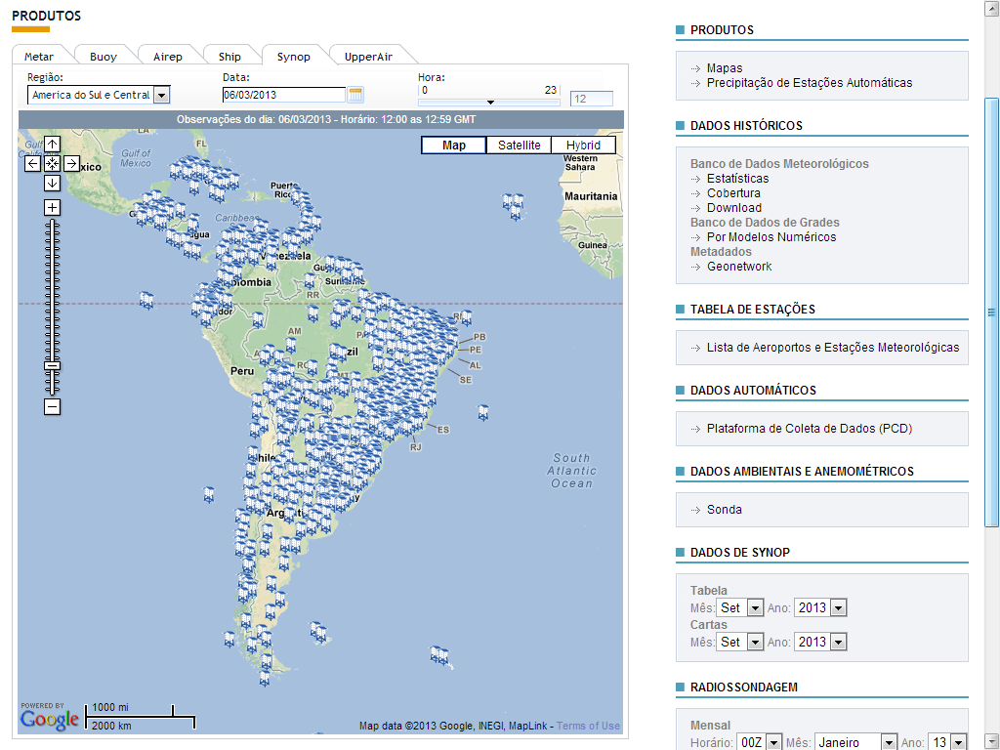 PRODUTOS
Metar
Buoy
Airep
Ship
Synop
UpperAir
Região:
Data:
Hora:
America do Sul e Central
06/03/2013
0
23
12
Observações do dia: 06/03/2013 - Horário: 12:00 as 12:59 GMT
Map
Satellite
Hybrid
LA
FL
Gulf of
Mexico
xico
Puerto
Rico
Caribbean
Western
Sahara
Mauritania
Guinea
Venezuela
RR
AM
Peru
RO
PB
PE
AL
SE
ES
RJ
South
Atlantic
Ocean
POWERED BY
Google
1000 mi
2000 km
Map data ©2013 Google, INEGI, MapLink - Terms of Use
PRODUTOS
Mapas
Precipitação de Estações Automáticas
DADOS HISTÓRICOS
Banco de Dados Meteorológicos
Estatísticas
Cobertura
Download
Banco de Dados de Grades
Por Modelos Numéricos
Metadados
Geonetwork
TABELA DE ESTAÇÕES
Lista de Aeroportos e Estações Meteorológicas
DADOS AUTOMÁTICOS
Plataforma de Coleta de Dados (PCD)
DADOS AMBIENTAIS E ANEMOMÉTRICOS
Sonda
DADOS DE SYNOP
Tabela
Mês: Set Ano: 2013
Cartas
Mês: Set Ano: 2013
RADIOSSONDAGEM
Mensal
Horário: 00Z Mês: Janeiro Ano: 13